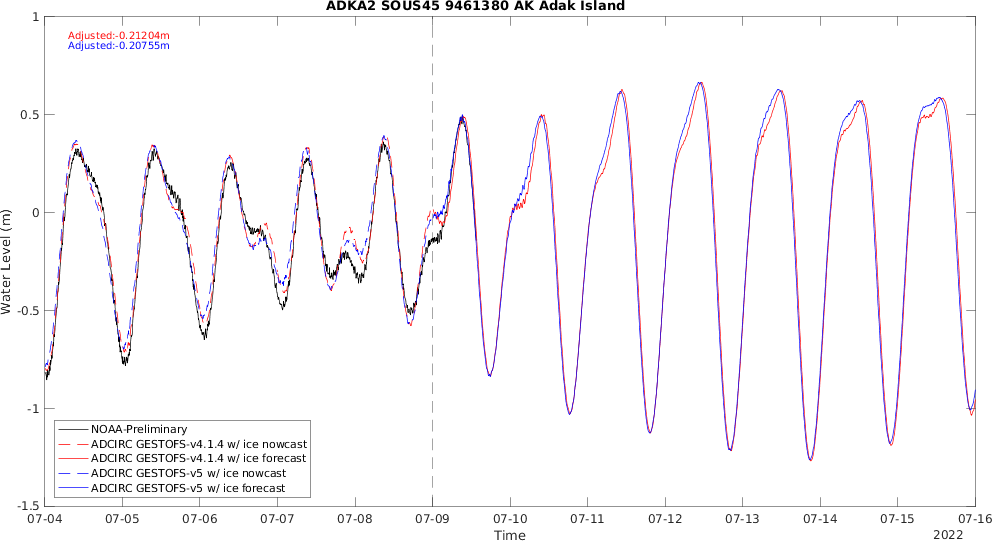 ADKA2 SOUS45 9461380 AK Adak Island
Adjusted:-0.21204m
Adjusted:-0.20755m
1
0.5
0
-0.5
-1
-1.5
Water Level (m)
NOAA-Preliminary
ADCIRC GESTOFS-v4.1.4 w/ ice nowcast
ADCIRC GESTOFS-v4.1.4 w/ ice forecast
ADCIRC GESTOFS-v5 w/ ice nowcast
ADCIRC GESTOFS-v5 w/ ice forecast
07-04 07-05 07-06 07-07 07-08 07-09 07-10 07-11 07-12 07-13 07-14 07-15 07-16
Time
2022